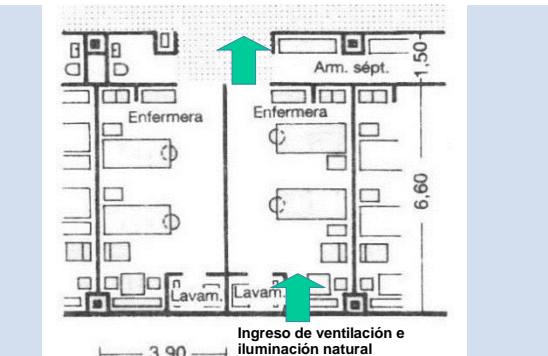 Arm. sépt.
1,50
Enfermera
Enfermera
6,60
Lavam.
Lavam.
Ingreso de ventilación e
iluminación natural
3,90